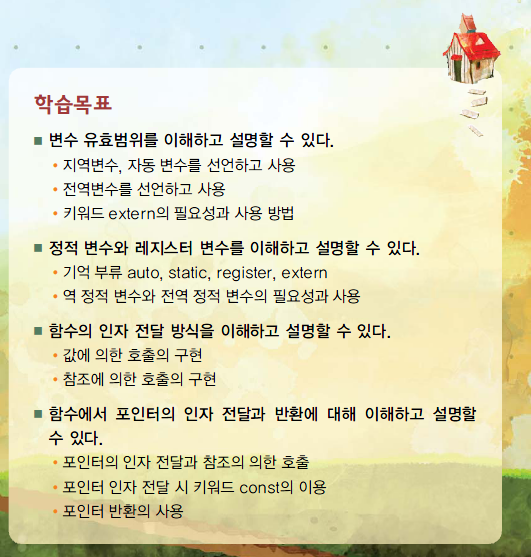 학습목표
■ 변수 유효범위를 이해하고 설명할 수 있다.
• 지역변수, 자동 변수를 선언하고 사용
• 전역변수를 선언하고 사용
• 키워드 extern의 필요성과 사용 방법
■ 정적 변수와 레지스터 변수를 이해하고 설명할 수 있다.
• 기억 부류 auto, static, register, extern
• 역 정적 변수와 전역 정적 변수의 필요성과 사용
■ 함수의 인자 전달 방식을 이해하고 설명할 수 있다.
• 값에 의한 호출의 구현
• 참조에 의한 호출의 구현
■ 함수에서 포인터의 인자 전달과 반환에 대해 이해하고 설명할
수 있다.
• 포인터의 인자 전달과 참조의 의한 호출
• 포인터 인자 전달 시 키워드 const의 이용
• 포인터 반환의 사용